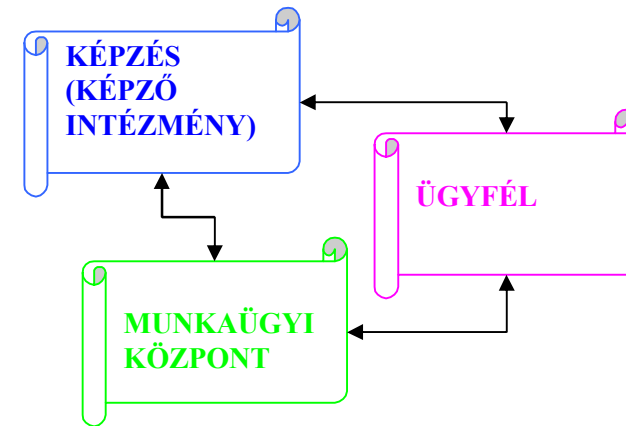 KÉPZÉS
(KÉPZŐ
INTÉZMÉNY)
ÜGYFÉL
MUNKAÜGYI
KÖZPONT